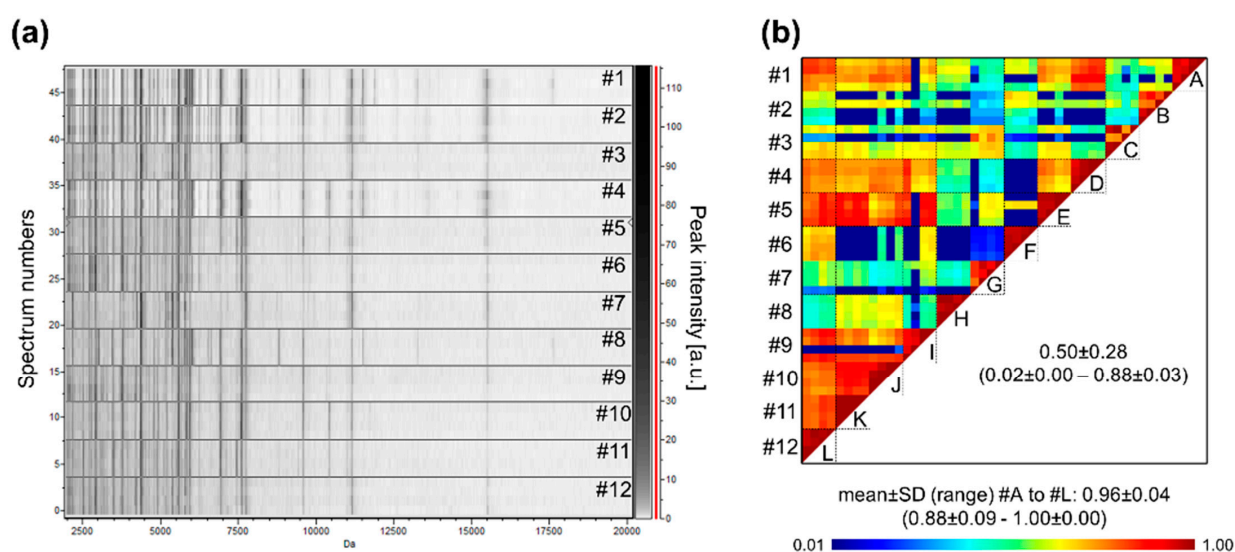 (a)
(b)
#1
#2
#3
#4
#5
#6
#7
#8
#9
#10
#11
#12
Spectrum numbers
45
40
35
30
25
20
15
10
5
0
2500 5000 7500 10000 12500 15000 17500 20000
Da
110
100
90
80
70
60
50
40
30
20
10
0
Peak intensity [a.u.]
#1
#2
#3
#4
#5
#6
#7
#8
#9
#10
#11
#12
A
B
C
D
E
F
G
H
I
J
K
L
0.50±0.28
(0.02±0.00 – 0.88±0.03)
mean±SD (range) #A to #L: 0.96±0.04
(0.88±0.09 - 1.00±0.00)
0.01 1.00